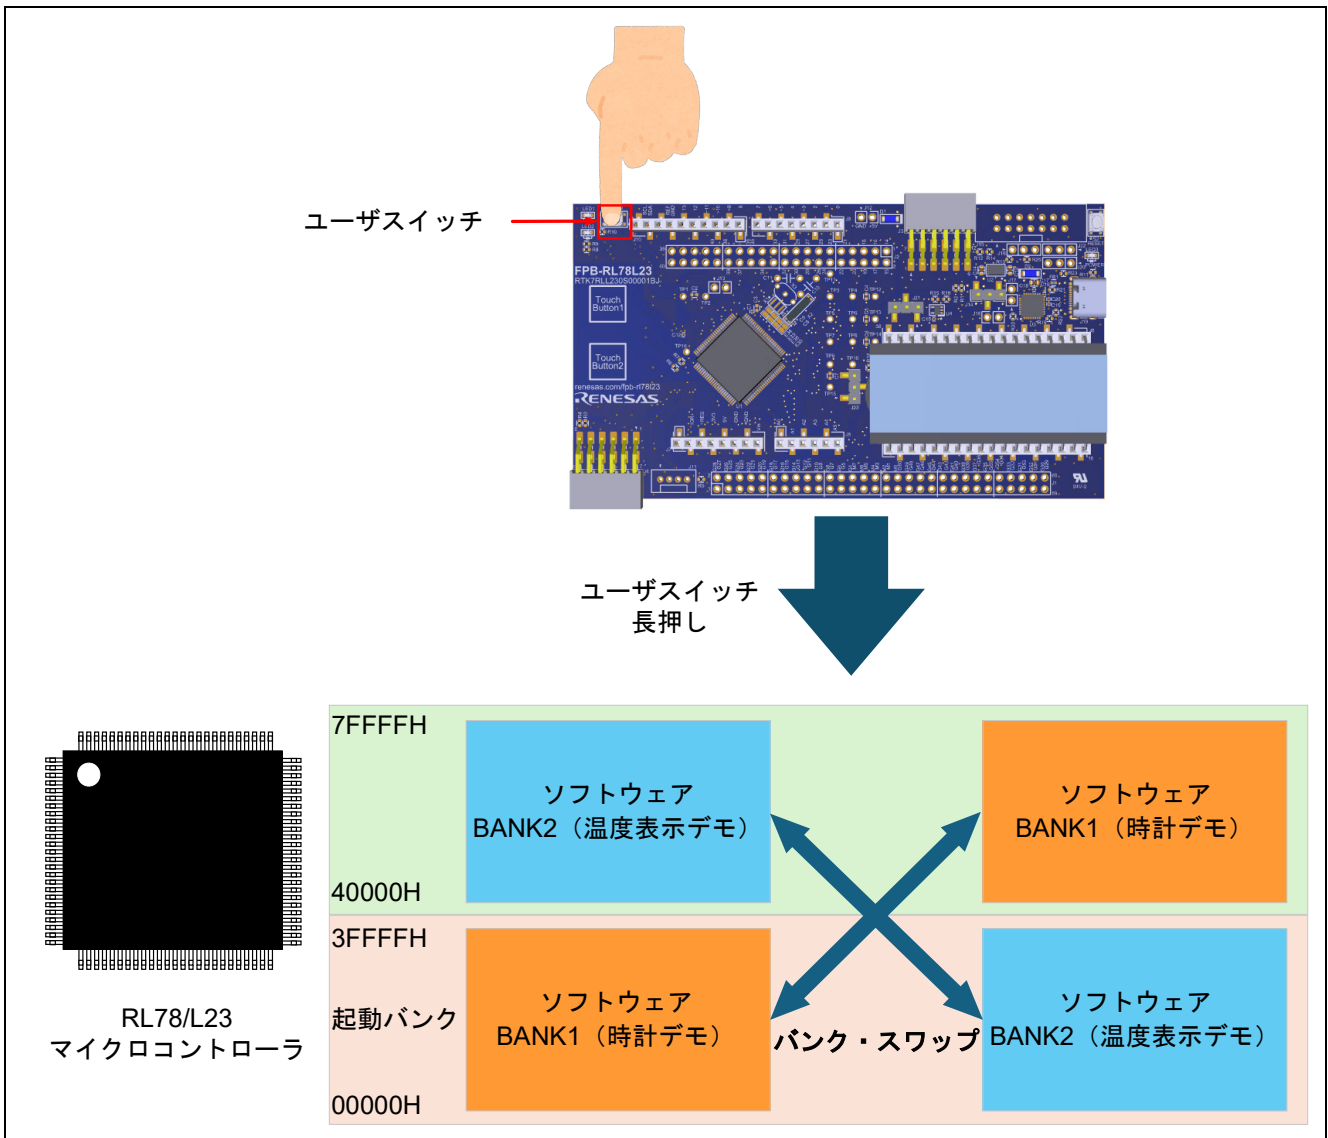 ユーザスイッチ
FPB-RL78L23
RTK7RLL230S00001BJ
Touch
Button1
Touch
Button2
renesas.com/fpb-rl78l23
RENESAS
ユーザスイッチ
長押し
7FFFFH
ソフトウェア
BANK2（温度表示デモ）
ソフトウェア
BANK1（時計デモ）
40000H
3FFFFH
起動バンク
ソフトウェア
BANK1（時計デモ）
バンク・スワップ
ソフトウェア
BANK2（温度表示デモ）
00000H
RL78/L23
マイクロコントローラ